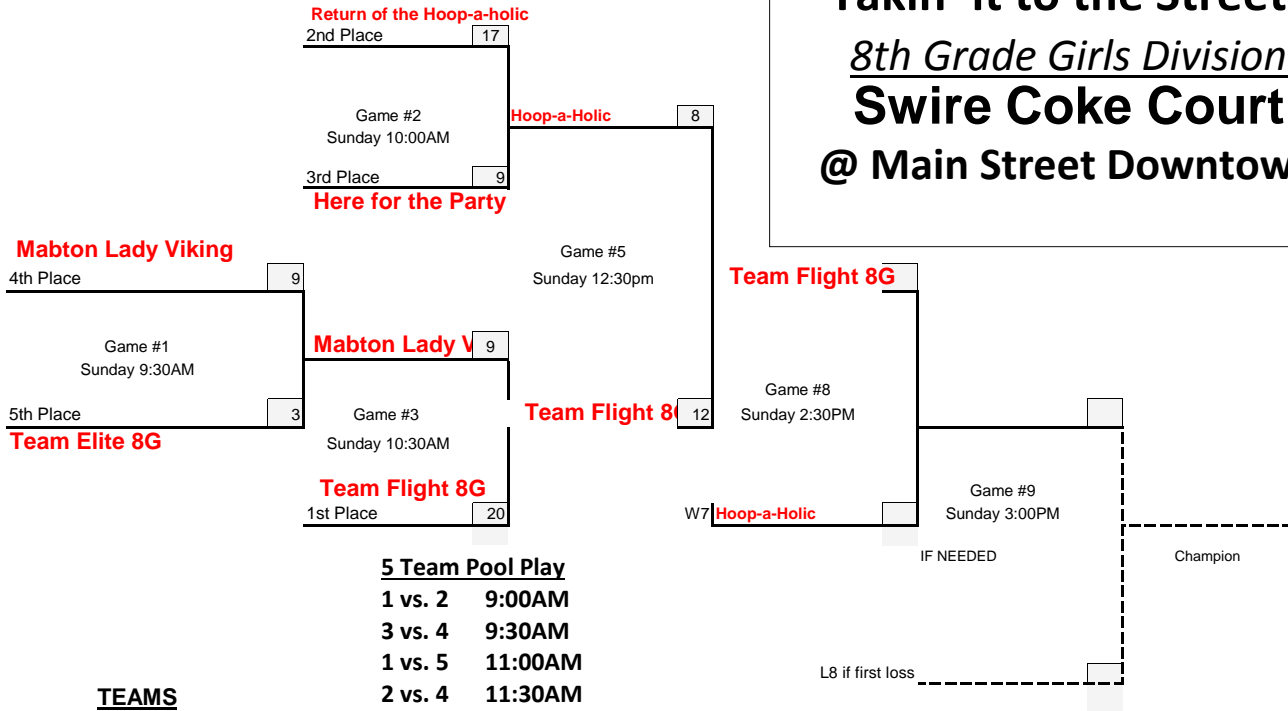 Takin' it to the Street
8th Grade Girls Division
Swire Coke Court
@ Main Street Downtow
Return of the Hoop-a-holic
2nd Place 17
Game #2
Sunday 10:00AM
Hoop-a-Holic 8
3rd Place 9
Here for the Party
Mabton Lady Viking
4th Place 9
Game #5
Sunday 12:30pm
Team Flight 8G
Game #1
Sunday 9:30AM
Mabton Lady V 9
5th Place 3
Team Elite 8G
Game #3
Sunday 10:30AM
Team Flight 8G 12
Game #8
Sunday 2:30PM
Team Flight 8G
1st Place 20
W7 Hoop-a-Holic
Game #9
Sunday 3:00PM
IF NEEDED
Champion
5 Team Pool Play
1 vs. 2 9:00AM
3 vs. 4 9:30AM
1 vs. 5 11:00AM
2 vs. 4 11:30AM
L8 if first loss
TEAMS